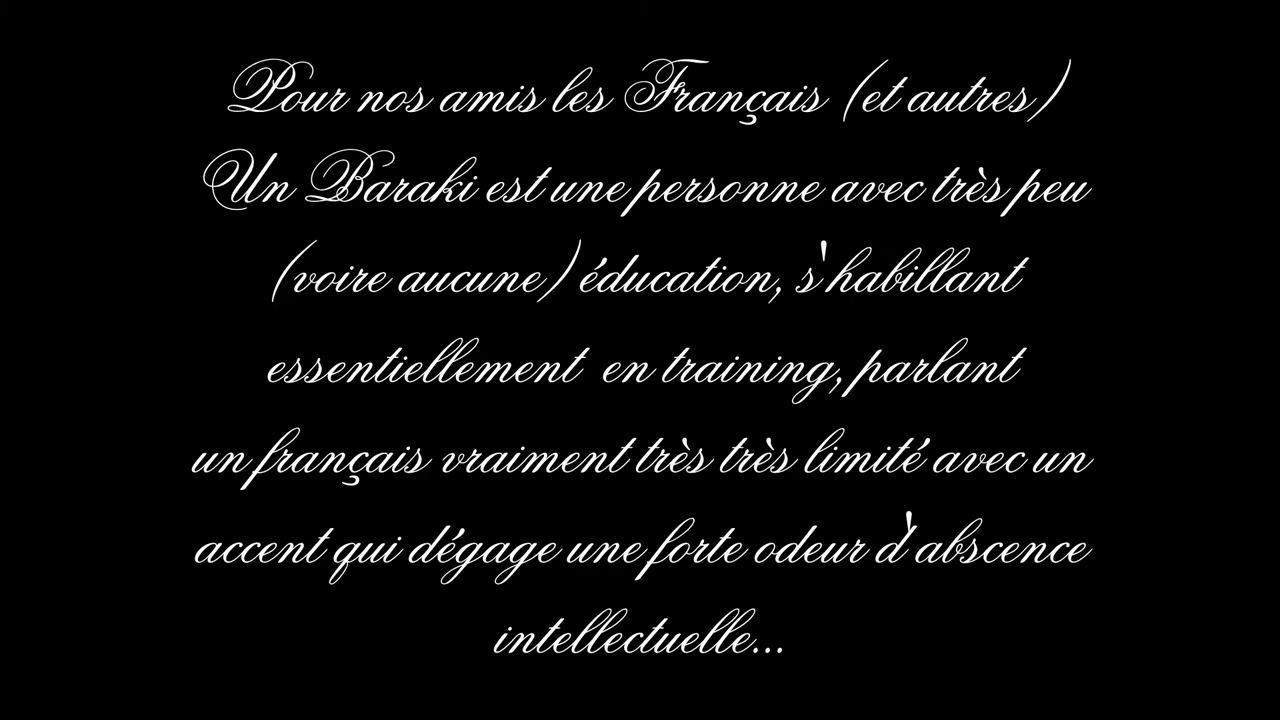 Pour nos amis les Français (et autres)
Un Baraki est une personne avec très peu
(voire aucune) éducation, s'habillant
essentiellement en training, parlant
un français vraiment très très limité avec un
accent qui dégage une forte odeur d'abscence
intellectuelle...